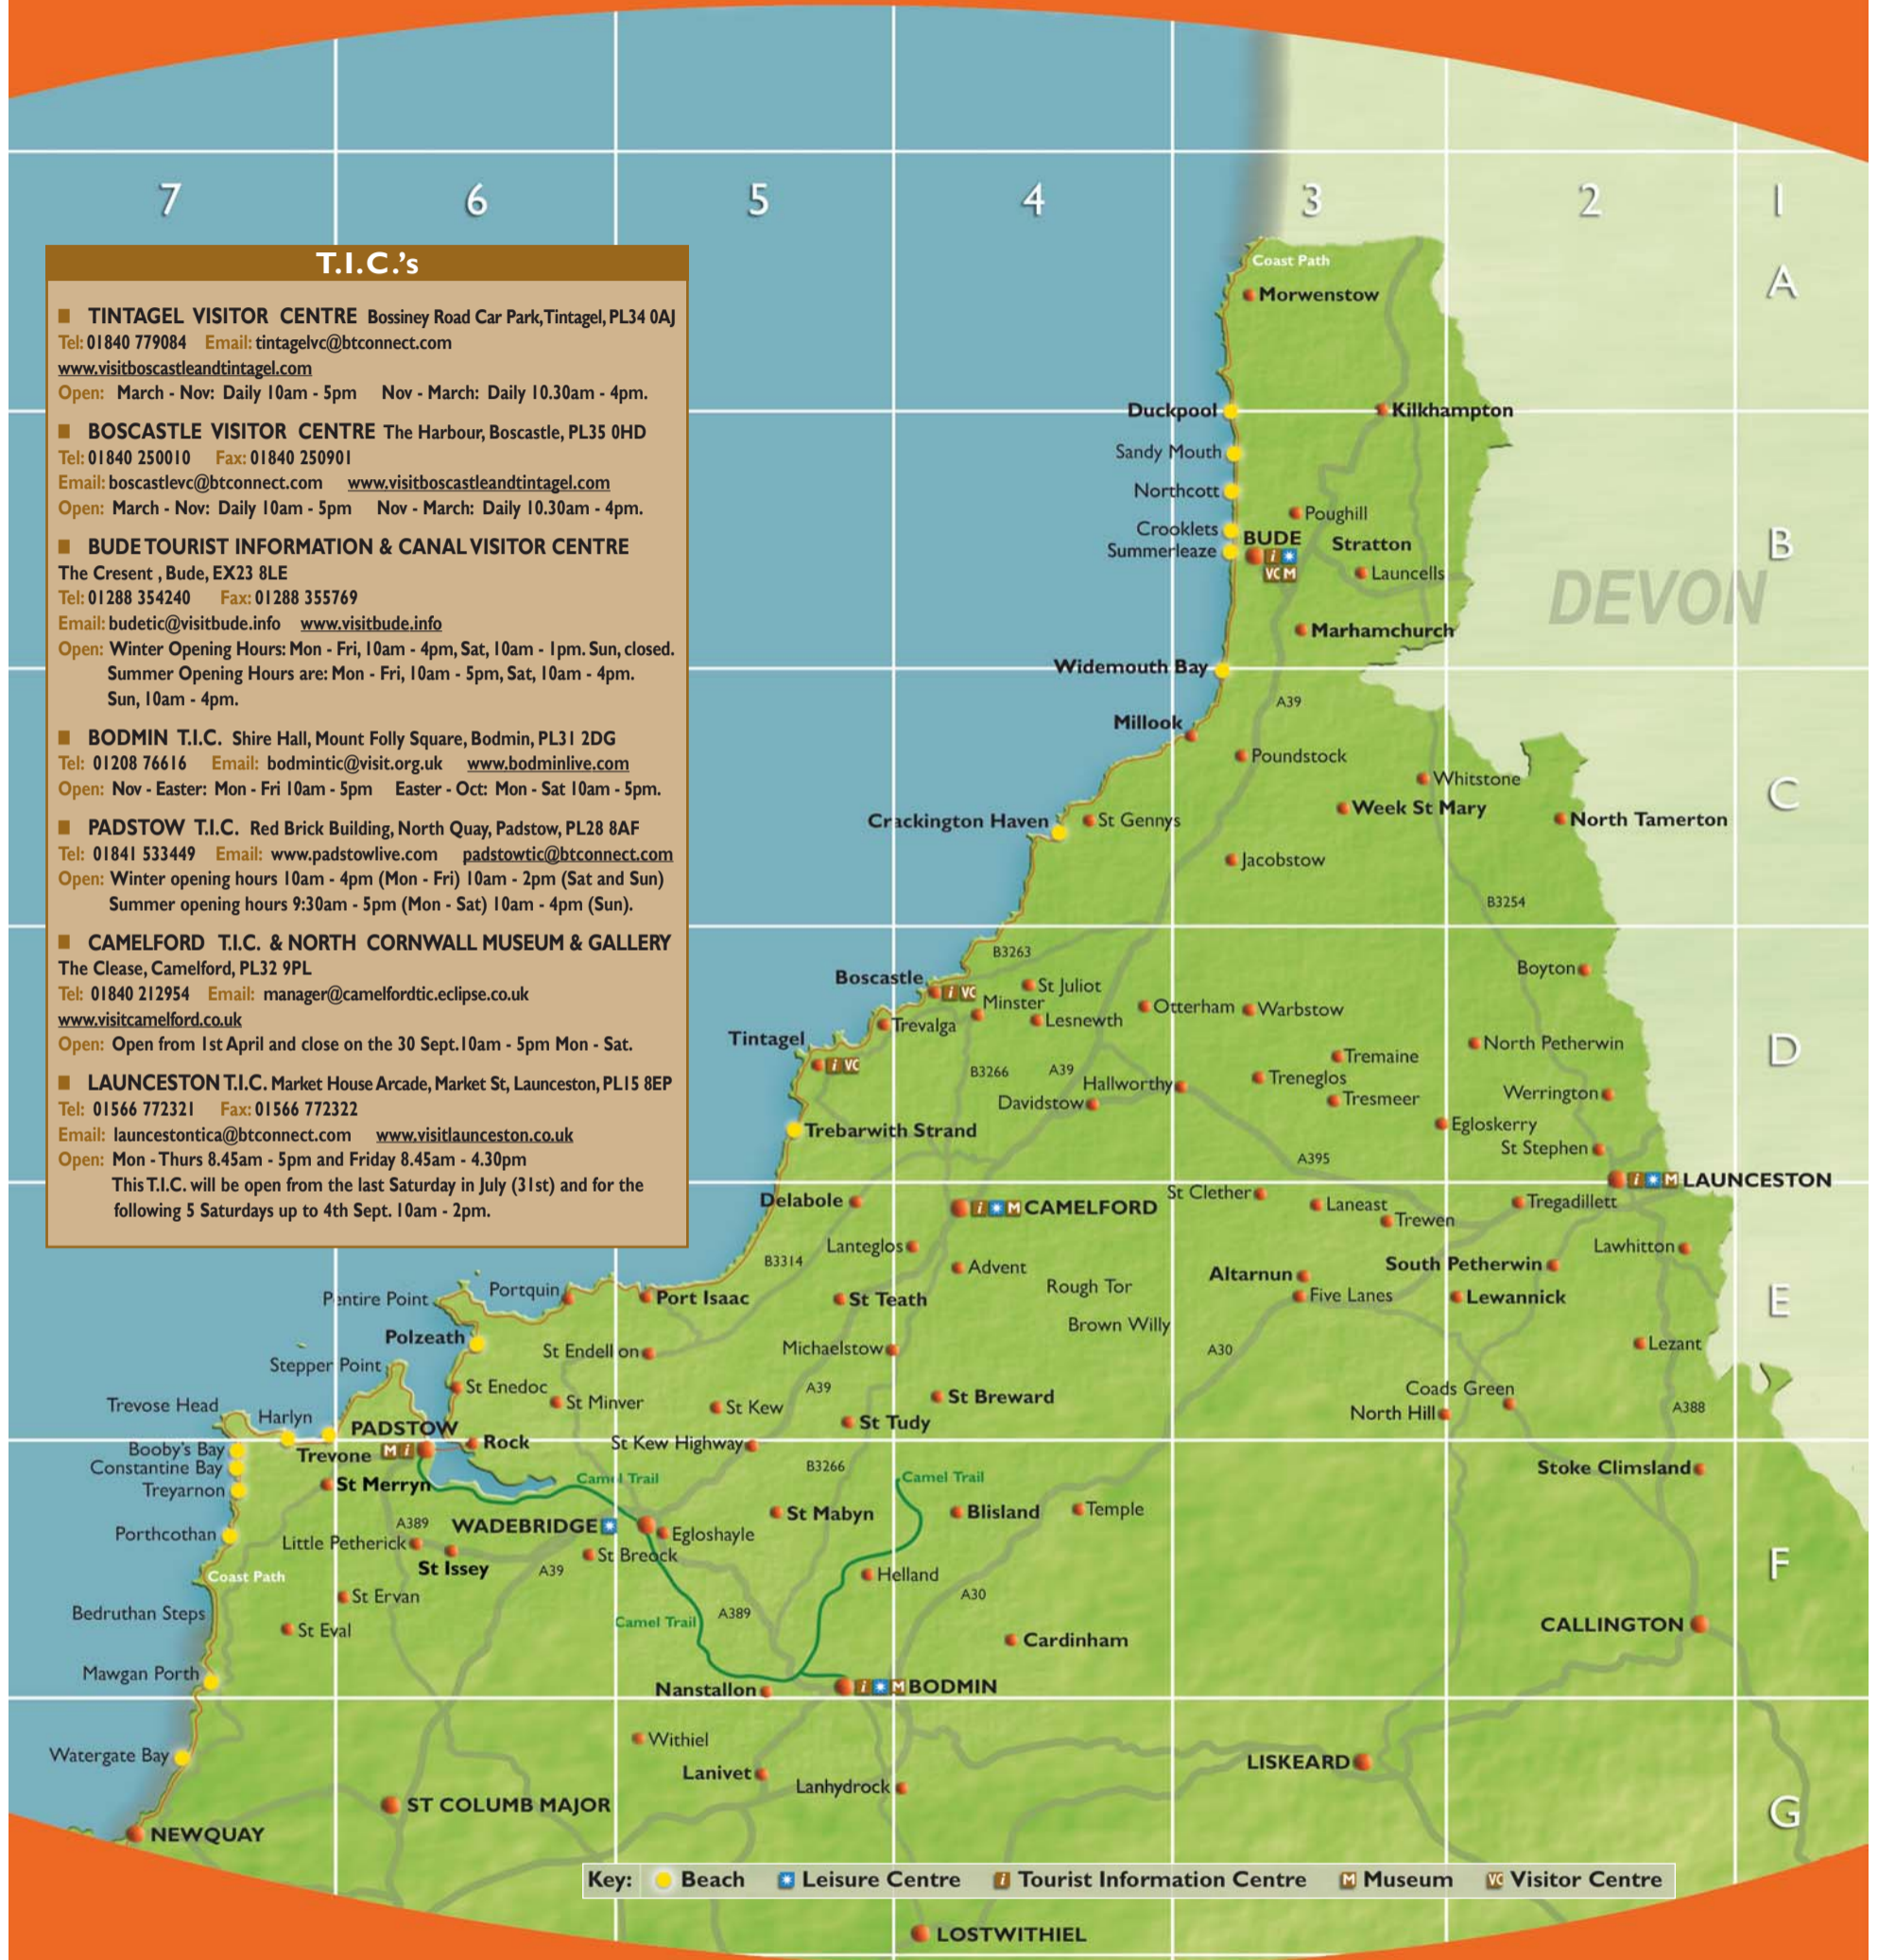 7 6 5 4 3 2 1
T.I.C.'s
TINTAGEL VISITOR CENTRE Bossiney Road Car Park, Tintagel, PL34 0AJ
Tel: 01840 779084 Email: tintagelvc@btconnect.com
www.visitboscastleandtintagel.com
Open: March - Nov: Daily 10am - 5pm Nov - March: Daily 10.30am - 4pm.
BOSCASTLE VISITOR CENTRE The Harbour, Boscastle, PL35 0HD
Tel: 01840 250010 Fax: 01840 250901
Email: boscastlevc@btconnect.com www.visitboscastleandtintagel.com
Open: March - Nov: Daily 10am - 5pm Nov - March: Daily 10.30am - 4pm.
BUDE TOURIST INFORMATION & CANAL VISITOR CENTRE
The Cresent , Bude, EX23 8LE
Tel: 01288 354240 Fax: 01288 355769
Email: budetic@visitbude.info www.visitbude.info
Open: Winter Opening Hours: Mon - Fri, 10am - 4pm, Sat, 10am - 1pm. Sun, closed.
Summer Opening Hours are: Mon - Fri, 10am - 5pm, Sat, 10am - 4pm.
Sun, 10am - 4pm.
BODMIN T.I.C. Shire Hall, Mount Folly Square, Bodmin, PL31 2DG
Tel: 01208 76616 Email: bodmintic@visit.org.uk www.bodminlive.com
Open: Nov - Easter: Mon - Fri 10am - 5pm Easter - Oct: Mon - Sat 10am - 5pm.
PADSTOW T.I.C. Red Brick Building, North Quay, Padstow, PL28 8AF
Tel: 01841 533449 Email: www.padstowlive.com padstowtic@btconnect.com
Open: Winter opening hours 10am - 4pm (Mon - Fri) 10am - 2pm (Sat and Sun)
Summer opening hours 9:30am - 5pm (Mon - Sat) 10am - 4pm (Sun).
CAMELFORD T.I.C. & NORTH CORNWALL MUSEUM & GALLERY
The Clease, Camelford, PL32 9PL
Tel: 01840 212954 Email: manager@camelfordtic.eclipse.co.uk
www.visitcamelford.co.uk
Open: Open from 1st April and close on the 30 Sept.10am - 5pm Mon - Sat.
LAUNCESTON T.I.C. Market House Arcade, Market St, Launceston, PL15 8EP
Tel: 01566 772321 Fax: 01566 772322
Email: launcestontica@btconnect.com www.visitlaunceston.co.uk
Open: Mon - Thurs 8.45am - 5pm and Friday 8.45am - 4.30pm
This T.I.C. will be open from the last Saturday in July (31st) and for the
following 5 Saturdays up to 4th Sept. 10am - 2pm.
Coast Path
A
Morwenstow
Duckpool
Kilkhampton
Sandy Mouth
Northcott
Poughill
Crooklets
BUDE
Stratton
B
Summerleaze
i
VC M
Launcells
DEVON
Marhamchurch
Widemouth Bay
A39
Millook
Poundstock
Whitstone
C
Week St Mary
North Tamerton
Crackington Haven
St Gennys
Jacobstow
B3254
B3263
Boyton
Boscastle
i VC
St Juliot
Minster
Otterham
Warbstow
Lesnewth
Trevalga
Tintagel
i VC
North Petherwin
D
Tremaine
B3266
A39
Hallworthy
Treneglos
Tresmeer
Werrington
Davidstow
Egloskerry
Trebarwith Strand
St Stephen
A395
i M LAUNCESTON
Delabole
i M CAMELFORD
St Clether
Laneast
Tregadillett
Trewen
Lanteglos
Lawhitton
B3314
Advent
South Petherwin
Altarnun
Rough Tor
Portquin
Pentire Point
Port Isaac
St Teath
Five Lanes
Lewannick
E
Brown Willy
Polzeath
Lezant
St Endellion
Michaelstow
A30
Stepper Point
St Enedoc
A39
Coads Green
St Minver
St Breward
Trevose Head
St Kew
A388
Harlyn
North Hill
St Tudy
PADSTOW
Rock
St Kew Highway
Booby's Bay
Trevone M i
Constantine Bay
B3266
Stoke Climsland
Camel Trail
Camel Trail
St Merryn
Treyarnon
St Mabyn
Blisland
Temple
A389
WADEBRIDGE
Porthcothan
Egloshayle
Little Petherick
St Breock
St Issey
A39
F
Coast Path
Helland
A30
St Ervan
Bedruthan Steps
A389
Camel Trail
CALLINGTON
St Eval
Cardinham
Mawgan Porth
Nanstallon
i M BODMIN
Withiel
Watergate Bay
LISKEARD
Lanivet
Lanhydrock
ST COLUMB MAJOR
G
NEWQUAY
Key: Beach Leisure Centre i Tourist Information Centre M Museum VC Visitor Centre
LOSTWITHIEL